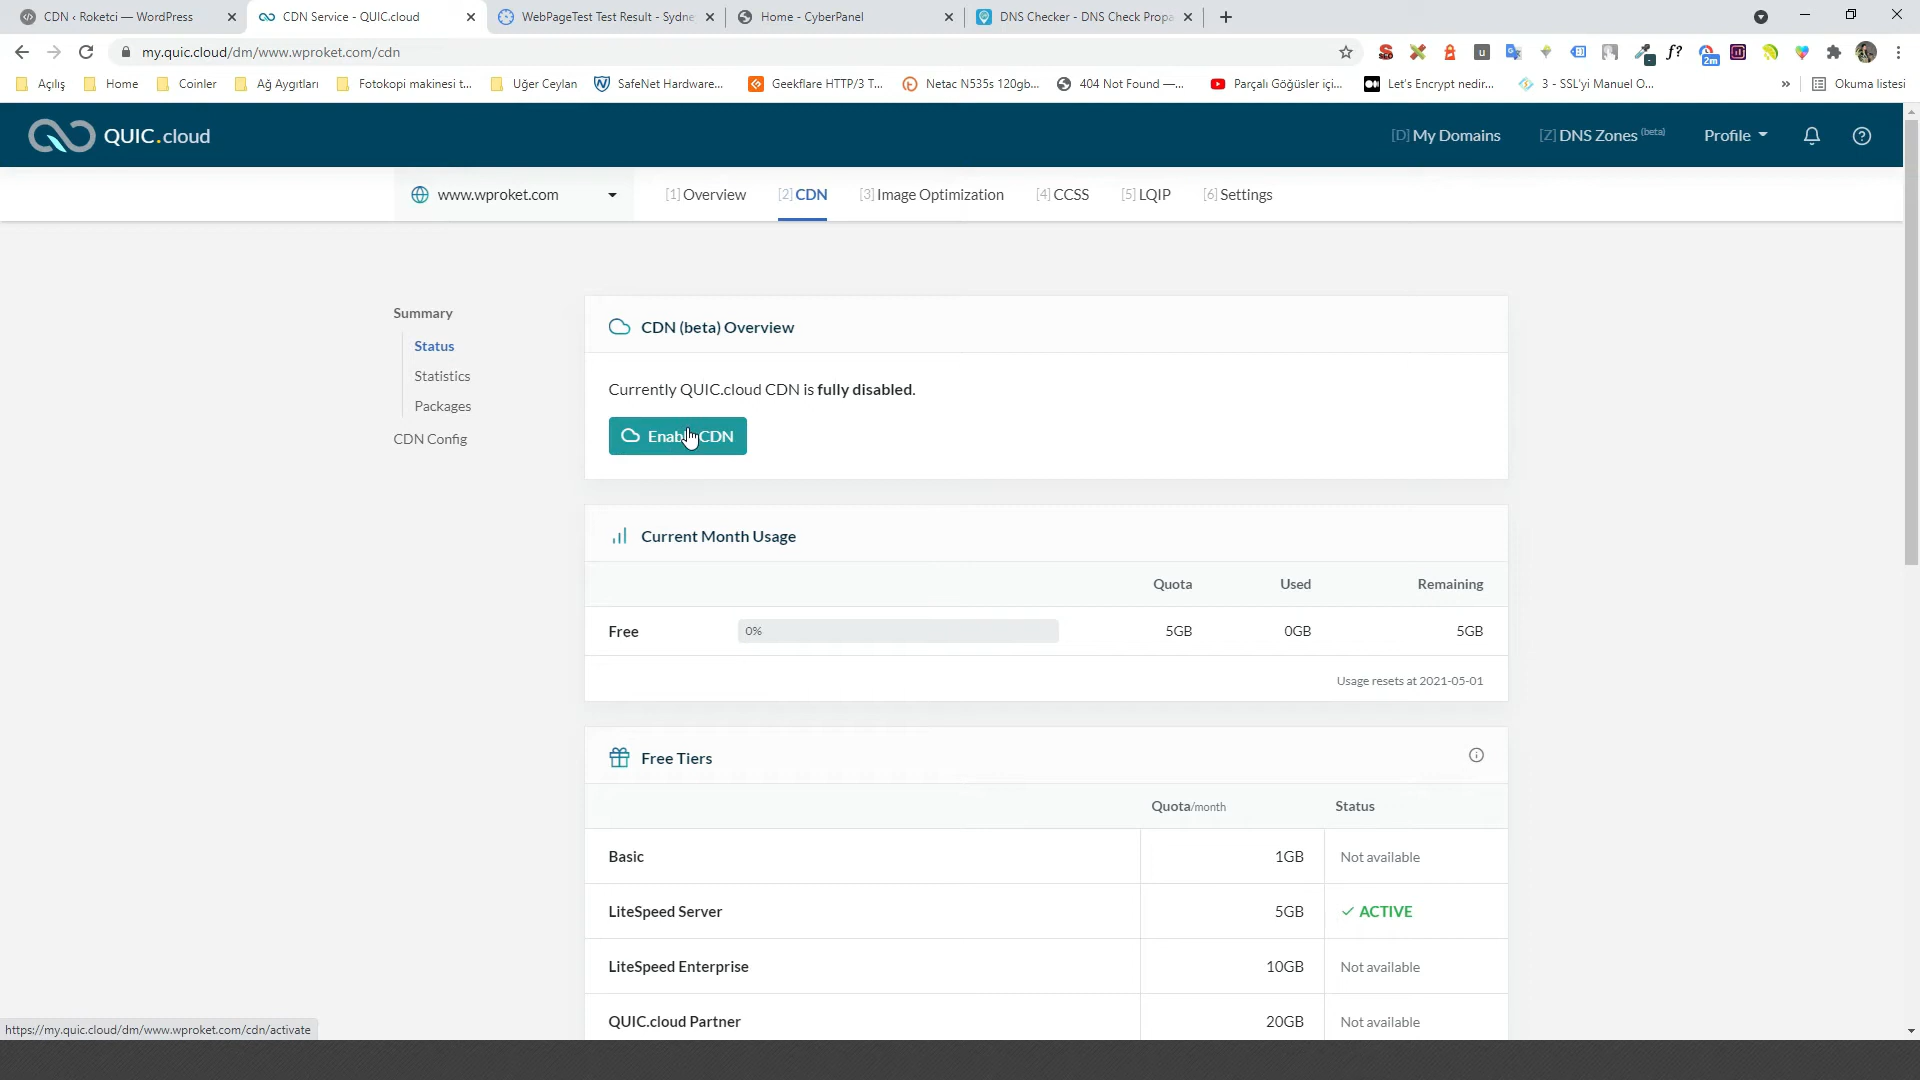 CDN ‹ Roketci — WordPress
CDN Service - QUIC.cloud
WebPageTest Test Result - Sydne
Home - CyberPanel
DNS Checker - DNS Check Propa
my.quic.cloud/dm/www.wproket.com/cdn
2m
Açılış
Home
Coinler
Ağ Aygıtları
Fotokopi makinesi t...
Uğer Ceylan
SafeNet Hardware...
Geekflare HTTP/3 T...
Netac N535s 120gb...
404 Not Found —...
Parçalı Göğüsler içi...
Let's Encrypt nedir...
3 - SSL'yi Manuel O...
»
Okuma listesi
QUIC.cloud
[D] My Domains
[Z] DNS Zones (beta)
Profile
www.wproket.com
[1] Overview
[2] CDN
[3] Image Optimization
[4] CCSS
[5] LQIP
[6] Settings
Summary
Status
Statistics
Packages
CDN Config
CDN (beta) Overview
Currently QUIC.cloud CDN is fully disabled.
Enable CDN
Current Month Usage
Quota Used Remaining
Free 0% 5GB 0GB 5GB
Usage resets at 2021-05-01
Free Tiers
Quota/month Status
Basic 1GB Not available
LiteSpeed Server 5GB ✓ ACTIVE
LiteSpeed Enterprise 10GB Not available
QUIC.cloud Partner 20GB Not available
https://my.quic.cloud/dm/www.wproket.com/cdn/activate